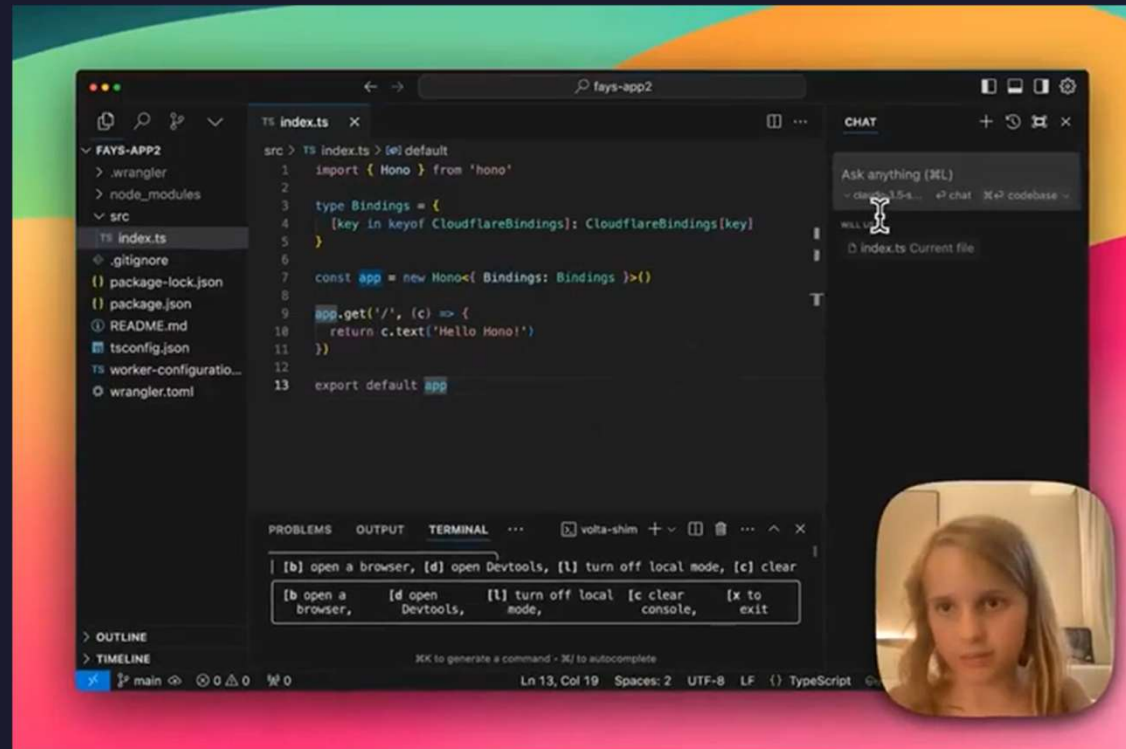 fays-app2
TS index.ts ×
CHAT
FAYS-APP2
.wrangler
node_modules
src
TS index.ts
.gitignore
{} package-lock.json
{} package.json
README.md
tsconfig.json
TS worker-configuratio...
wrangler.toml
OUTLINE
TIMELINE
src > TS index.ts > default
1 import { Hono } from 'hono'
2
3 type Bindings = {
4 [key in keyof CloudflareBindings]: CloudflareBindings[key]
5 }
6
7 const app = new Hono<{ Bindings: Bindings }>()
8
9 app.get('/', (c) => {
10 return c.text('Hello Hono!')
11 })
12
13 export default app
Ask anything (⌘L)
chat ⌘↵ codebase
index.ts Current file
PROBLEMS OUTPUT TERMINAL ··· volta-shim
| [b] open a browser, [d] open Devtools, [l] turn off local mode, [c] clear
[b open a [d open [l] turn off local [c clear [x to
browser, Devtools, mode, console, exit
⌘K to generate a command - ⌘/ to autocomplete
main 0 0 0 Ln 13, Col 19 Spaces: 2 UTF-8 LF {} TypeScript